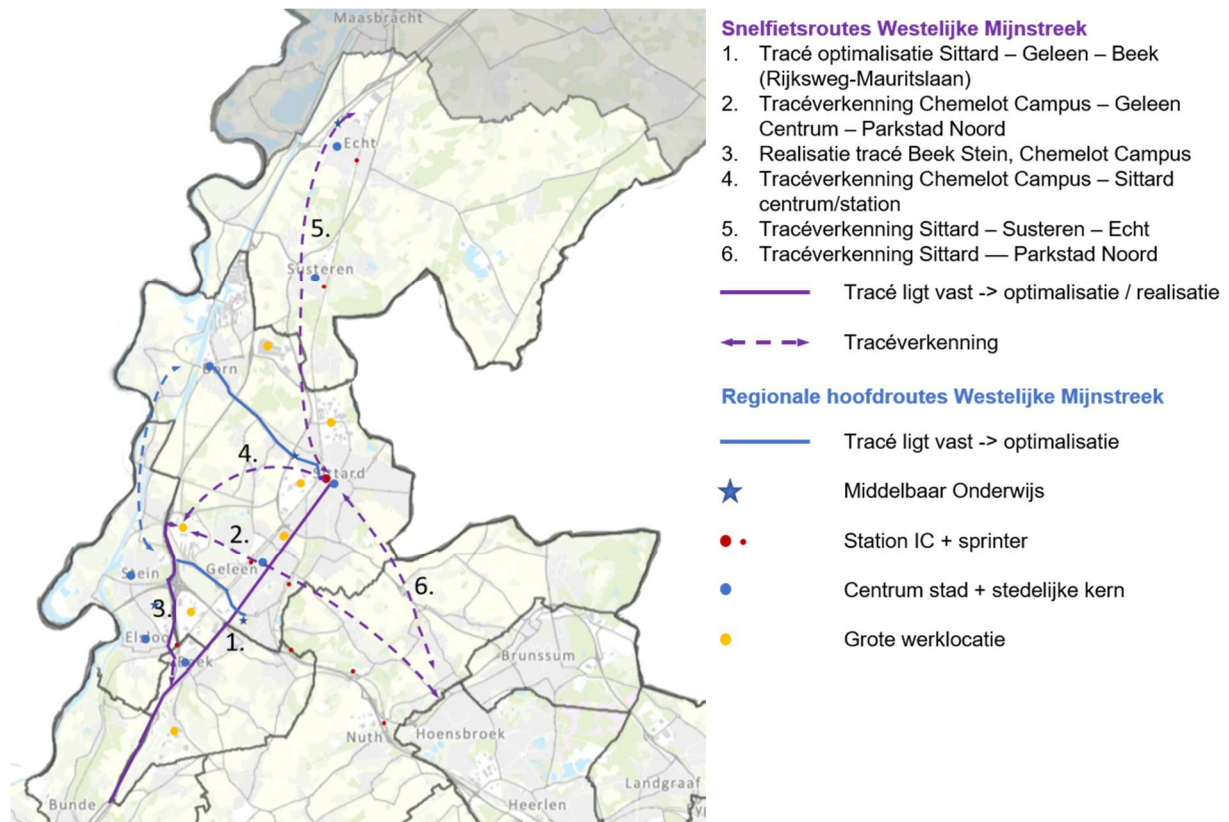 Maasbracht
Echt
5.
Susteren
Born
4.
Sittard
2.
Geleen
Stein
6.
3.
Elsloo
1.
Beek
Brunssum
Nuth
Hoensbroek
Landgraaf
Bunde
Heerlen
Snelfietsroutes Westelijke Mijnstreek
1. Tracé optimalisatie Sittard – Geleen – Beek
(Rijksweg-Mauritslaan)
2. Tracéverkenning Chemelot Campus – Geleen
Centrum – Parkstad Noord
3. Realisatie tracé Beek Stein, Chemelot Campus
4. Tracéverkenning Chemelot Campus – Sittard
centrum/station
5. Tracéverkenning Sittard – Susteren – Echt
6. Tracéverkenning Sittard — Parkstad Noord
Tracé ligt vast -> optimalisatie / realisatie
Tracéverkenning
Regionale hoofdroutes Westelijke Mijnstreek
Tracé ligt vast -> optimalisatie
Middelbaar Onderwijs
Station IC + sprinter
Centrum stad + stedelijke kern
Grote werklocatie